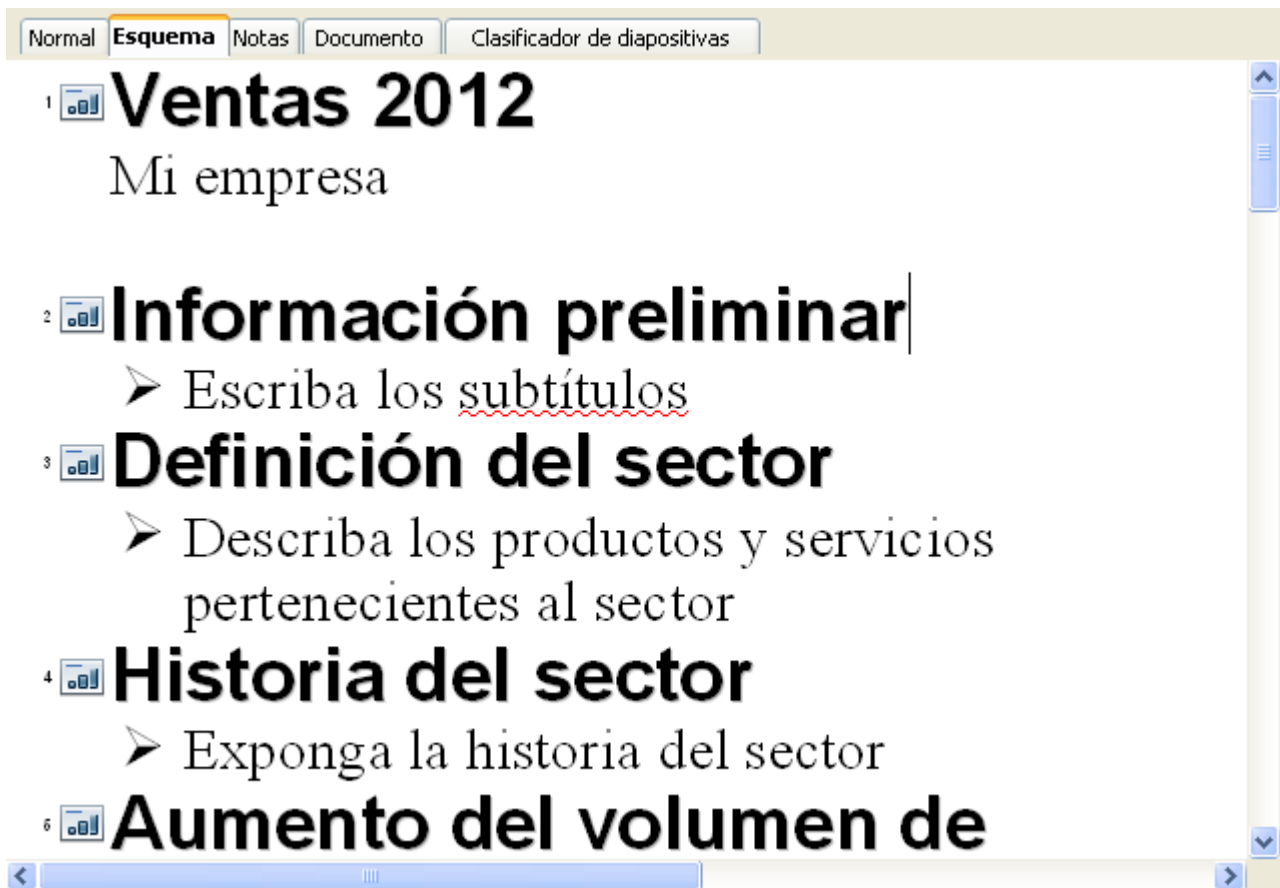 Normal Esquema Notas Documento Clasificador de diapositivas
1 Ventas 2012
Mi empresa
2 Información preliminar
➢ Escriba los subtítulos
3 Definición del sector
➢ Describa los productos y servicios
pertenecientes al sector
4 Historia del sector
➢ Exponga la historia del sector
5 Aumento del volumen de